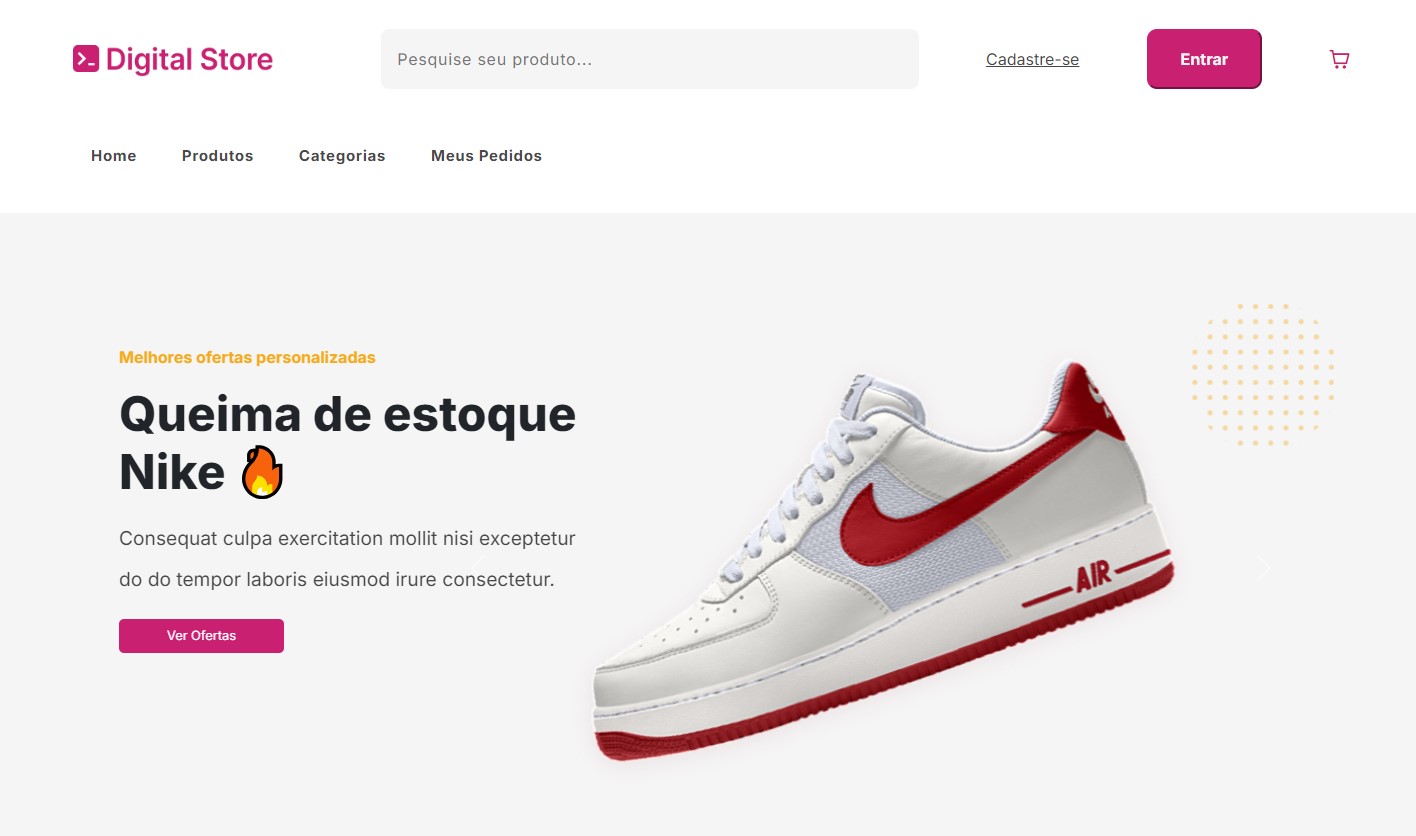 Digital Store
Pesquise seu produto...
Cadastre-se
Entrar
Home
Produtos
Categorias
Meus Pedidos
Melhores ofertas personalizadas
Queima de estoque
Nike 🔥
Consequat culpa exercitation mollit nisi exceptetur
do do tempor laboris eiusmod irure consectetur.
Ver Ofertas
AIR